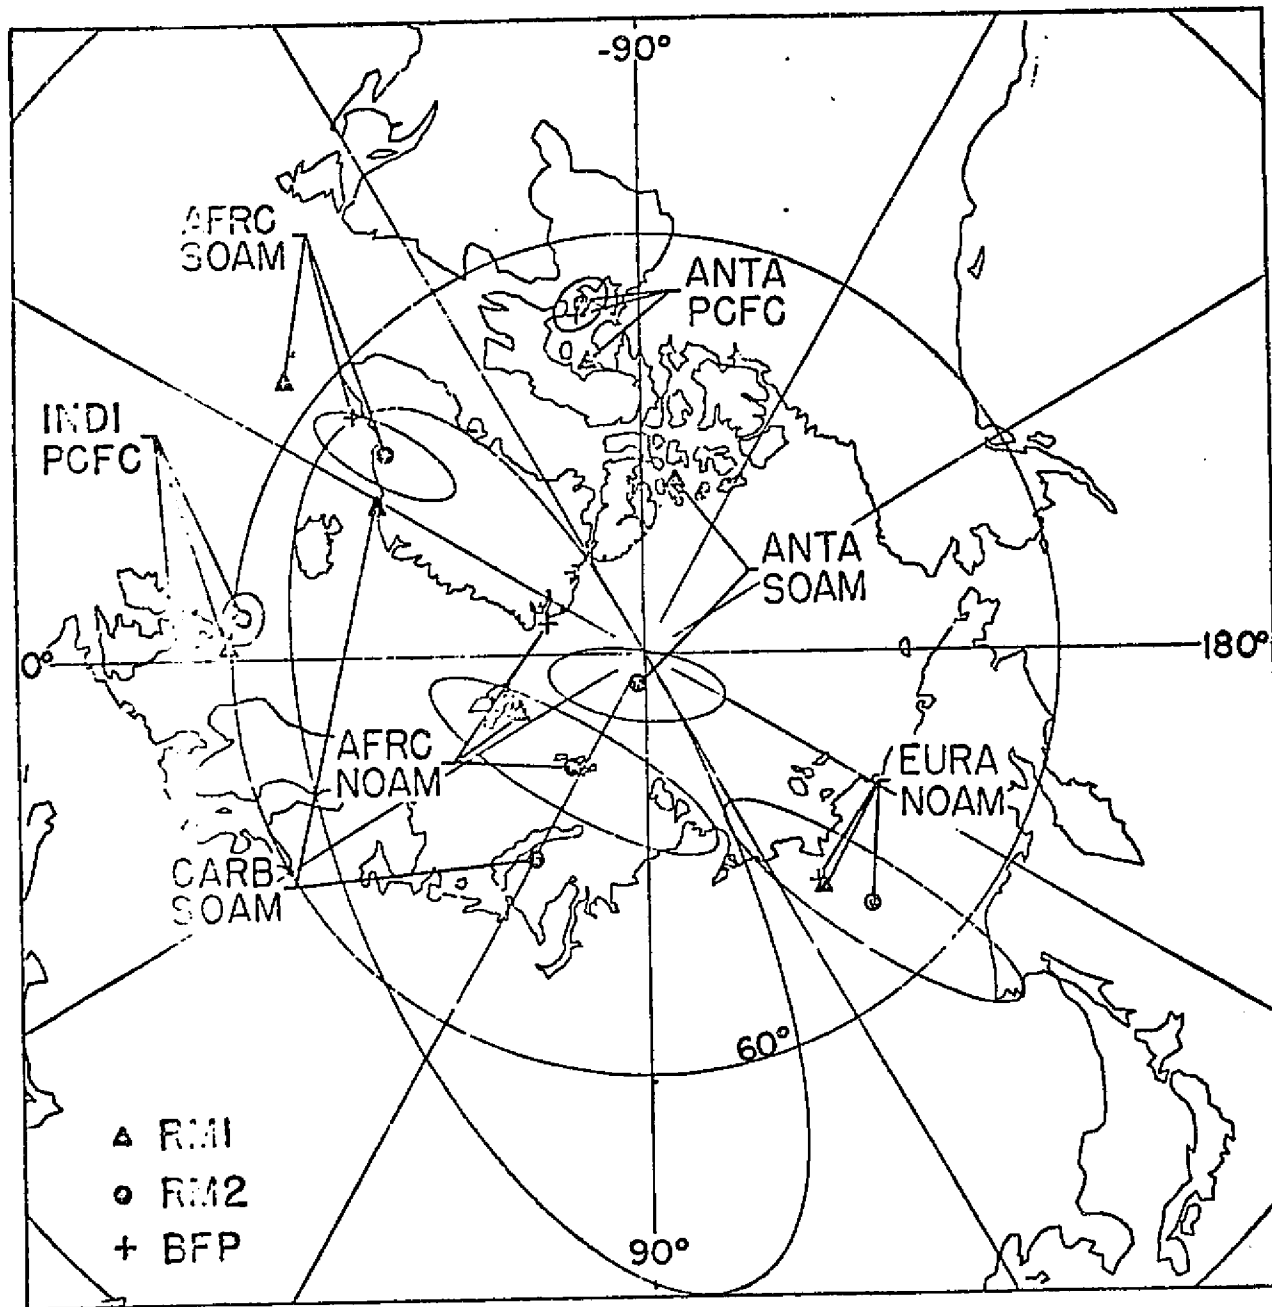 -90°
AFRC
SOAM
ANTA
PCFC
INDI
PCFC
ANTA
SOAM
0°
180°
AFRC
NOAM
EURA
NOAM
CARB
SOAM
60°
RM1
RM2
BFP
90°